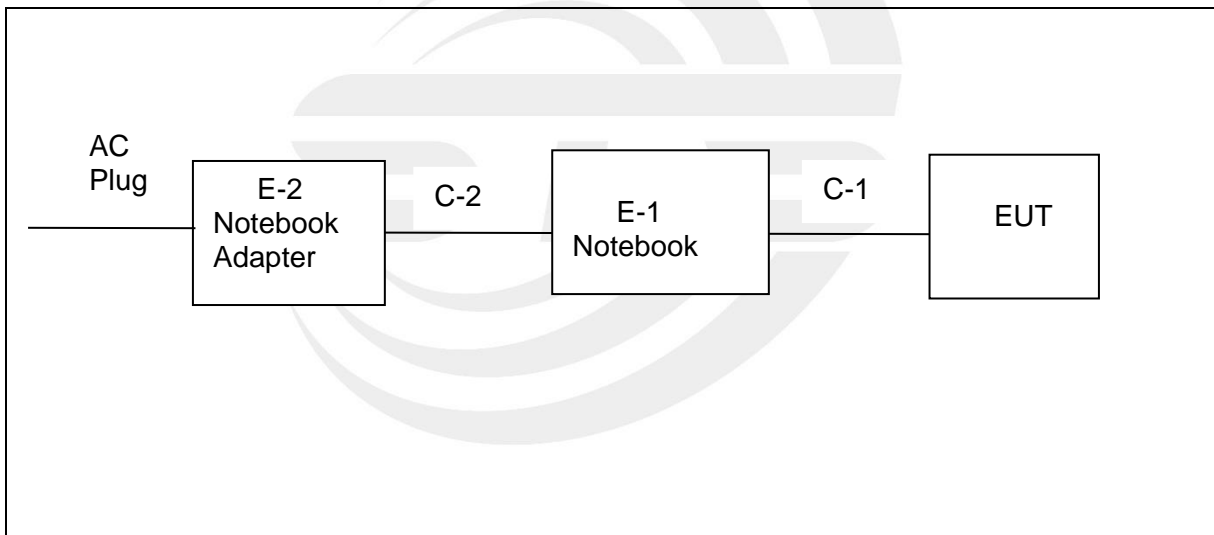 AC
Plug
E-2
Notebook
Adapter
C-2
E-1
Notebook
C-1
EUT